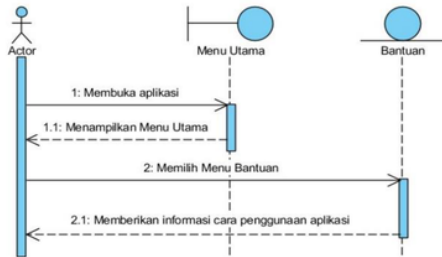 Actor
Menu Utama
Bantuan
1: Membuka aplikasi
1.1: Menampilkan Menu Utama
2: Memilih Menu Bantuan
2.1: Memberikan informasi cara penggunaan aplikasi